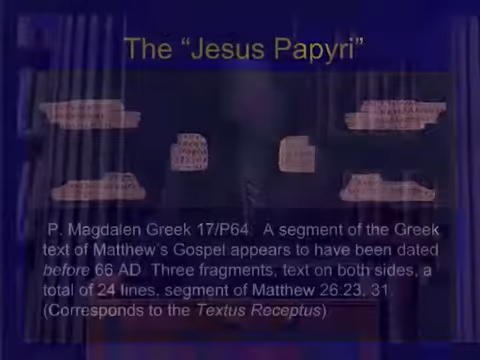 The “Jesus Papyri”
P. Magdalen Greek 17/P64: A segment of the Greek
text of Matthew's Gospel appears to have been dated
before 66 AD. Three fragments, text on both sides, a
total of 24 lines, segment of Matthew 26:23, 31.
(Corresponds to the Textus Receptus)